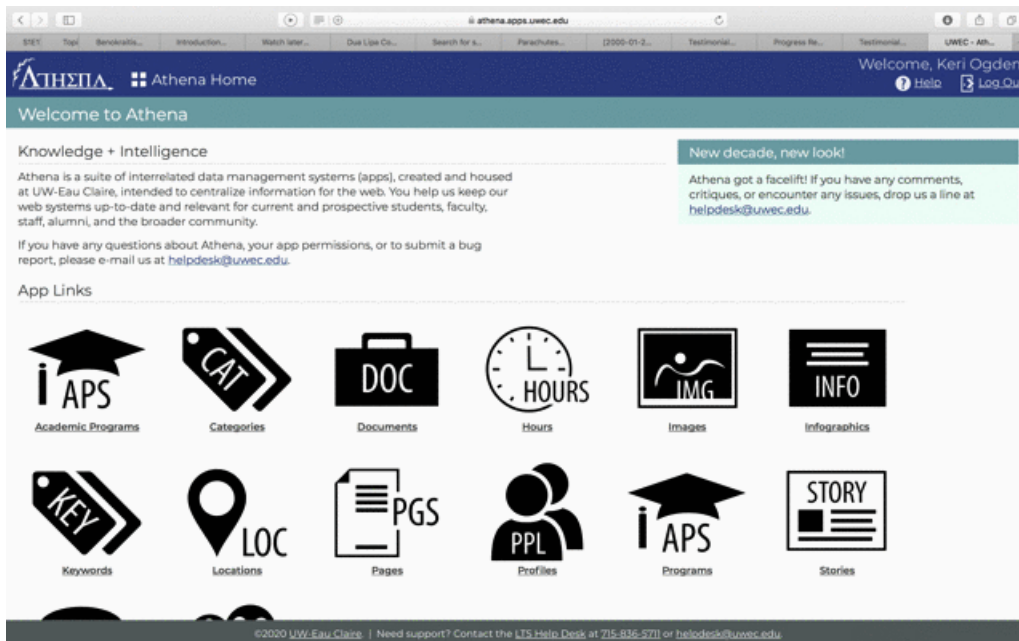 athena.apps.uwec.edu
Benokraitis... Introduction... Watch later... Dua Lipa Co... Search for s... Parachutes... [2000-01-2... Testimonial... Progress Re... Testimonial... UWEC - Ath...
ΑTHΣΠΑ Athena Home
Welcome, Keri Ogden
Help Log Ou
Welcome to Athena
Knowledge + Intelligence
Athena is a suite of interrelated data management systems (apps), created and housed
at UW-Eau Claire, intended to centralize information for the web. You help us keep our
web systems up-to-date and relevant for current and prospective students, faculty,
staff, alumni, and the broader community.
If you have any questions about Athena, your app permissions, or to submit a bug
report, please e-mail us at helpdesk@uwec.edu.
New decade, new look!
Athena got a facelift! If you have any comments,
critiques, or encounter any issues, drop us a line at
helpdesk@uwec.edu.
App Links
iAPS CAT DOC HOURS IMG INFO
Academic Programs Categories Documents Hours Images Infographics
KEY LOC PGS PPL iAPS STORY
Keywords Locations Pages Profiles Programs Stories
©2020 UW-Eau Claire. | Need support? Contact the LTS Help Desk at 715-836-5711 or helpdesk@uwec.edu.